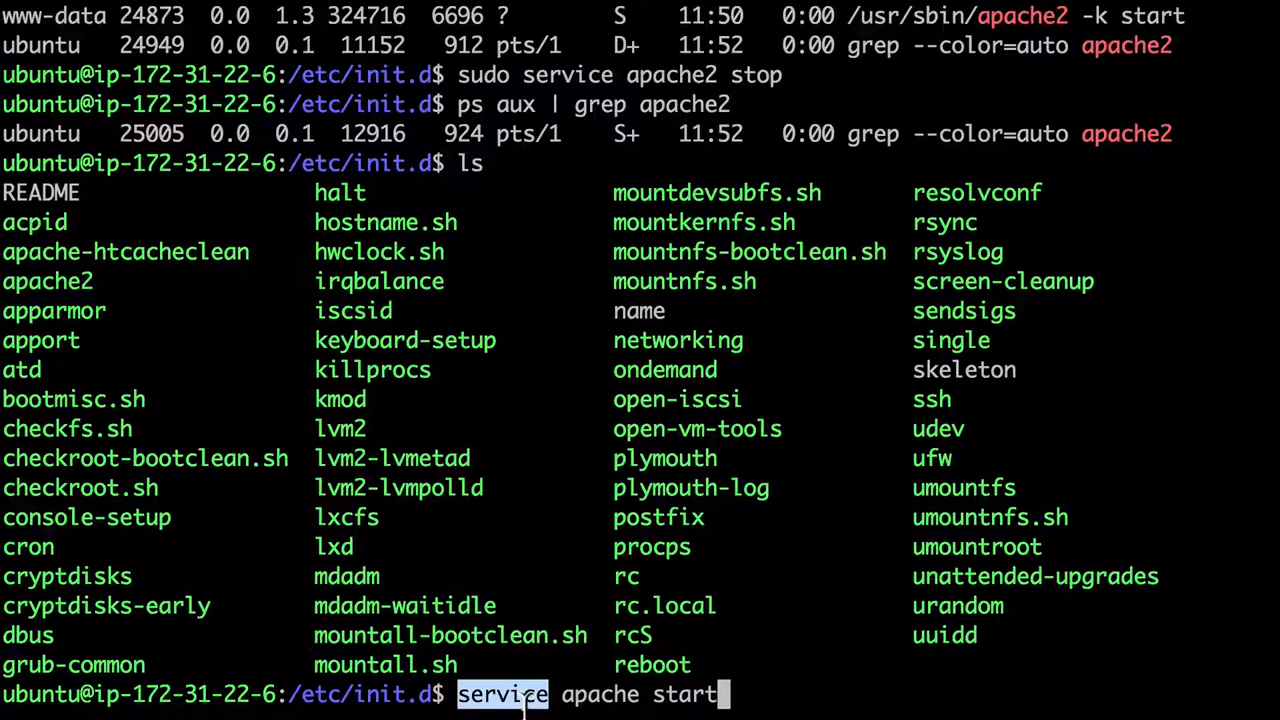 www-data 24873  0.0  1.3 324716  6696 ?        S    11:50   0:00 /usr/sbin/apache2 -k start
ubuntu   24949  0.0  0.1  11152   912 pts/1    D+   11:52   0:00 grep --color=auto apache2
ubuntu@ip-172-31-22-6:/etc/init.d$ sudo service apache2 stop
ubuntu@ip-172-31-22-6:/etc/init.d$ ps aux | grep apache2
ubuntu   25005  0.0  0.1  12916   924 pts/1    S+   11:52   0:00 grep --color=auto apache2
ubuntu@ip-172-31-22-6:/etc/init.d$ ls
README                  halt                   mountdevsubfs.sh       resolvconf
acpid                   hostname.sh            mountkernfs.sh         rsync
apache-htcacheclean     hwclock.sh             mountnfs-bootclean.sh  rsyslog
apache2                 irqbalance             mountnfs.sh            screen-cleanup
apparmor                iscsid                 name                   sendsigs
apport                  keyboard-setup         networking             single
atd                     killprocs              ondemand               skeleton
bootmisc.sh             kmod                   open-iscsi             ssh
checkfs.sh              lvm2                   open-vm-tools          udev
checkroot-bootclean.sh  lvm2-lvmetad           plymouth               ufw
checkroot.sh            lvm2-lvmpolld          plymouth-log           umountfs
console-setup           lxcfs                  postfix                umountnfs.sh
cron                    lxd                    procps                 umountroot
cryptdisks              mdadm                  rc                     unattended-upgrades
cryptdisks-early        mdadm-waitidle         rc.local               urandom
dbus                    mountall-bootclean.sh  rcS                    uuidd
grub-common             mountall.sh            reboot
ubuntu@ip-172-31-22-6:/etc/init.d$ service apache start